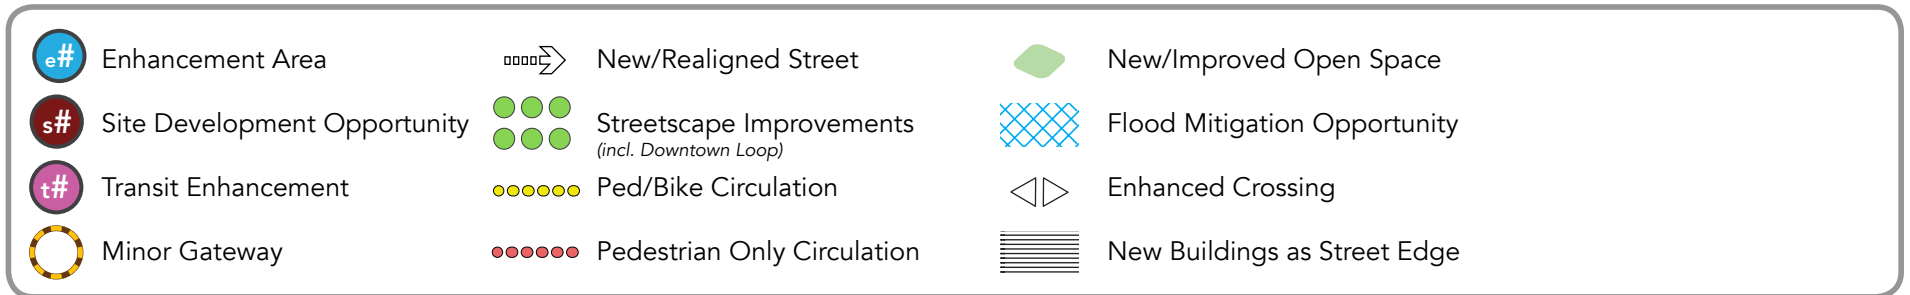 e# Enhancement Area
New/Realigned Street
New/Improved Open Space
s# Site Development Opportunity
Streetscape Improvements
(incl. Downtown Loop)
Flood Mitigation Opportunity
t# Transit Enhancement
Ped/Bike Circulation
Enhanced Crossing
Minor Gateway
Pedestrian Only Circulation
New Buildings as Street Edge